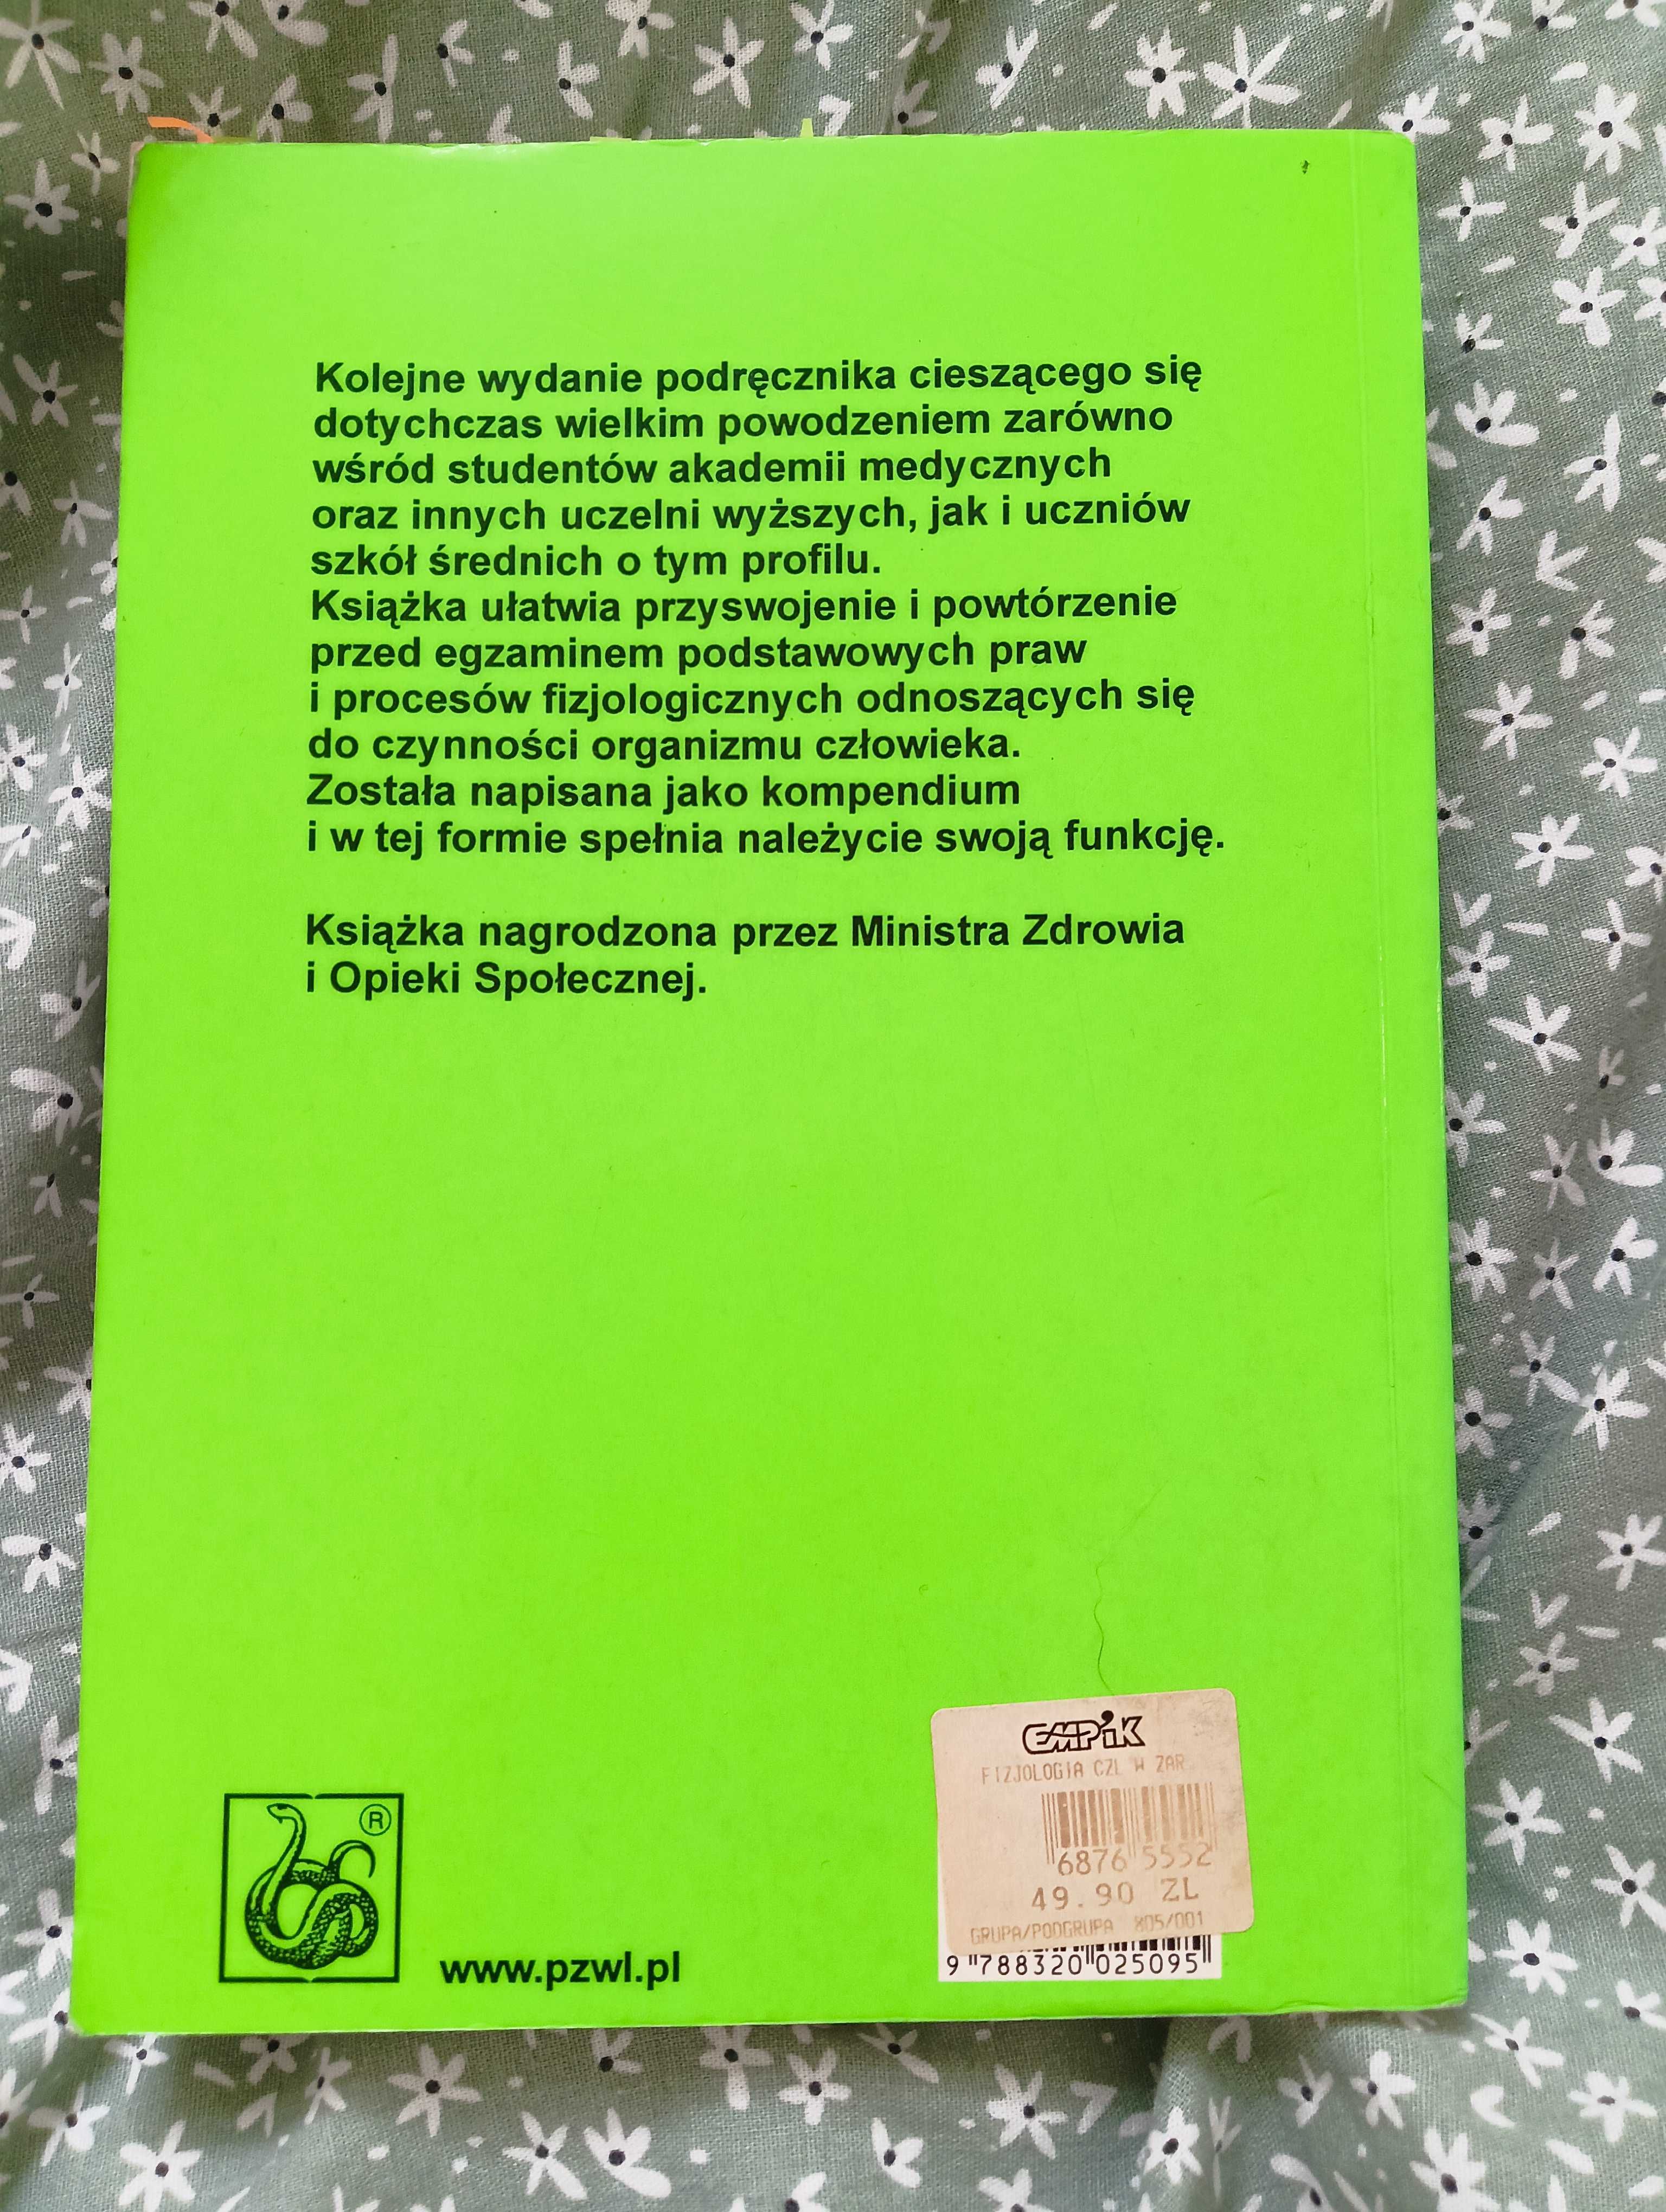 Kolejne wydanie podręcznika cieszącego się
dotychczas wielkim powodzeniem zarówno
wśród studentów akademii medycznych
oraz innych uczelni wyższych, jak i uczniów
szkół średnich o tym profilu.
Książka ułatwia przyswojenie i powtórzenie
przed egzaminem podstawowych praw
i procesów fizjologicznych odnoszących się
do czynności organizmu człowieka.
Została napisana jako kompendium
i w tej formie spełnia należycie swoją funkcję.
Książka nagrodzona przez Ministra Zdrowia
i Opieki Społecznej.
EMPiK
FIZJOLOGIA CZL W ZAR
6876 5552
49.90 ZL
GRUPA/PODGRUPA 805/001
9 788320 025095
®
www.pzwl.pl